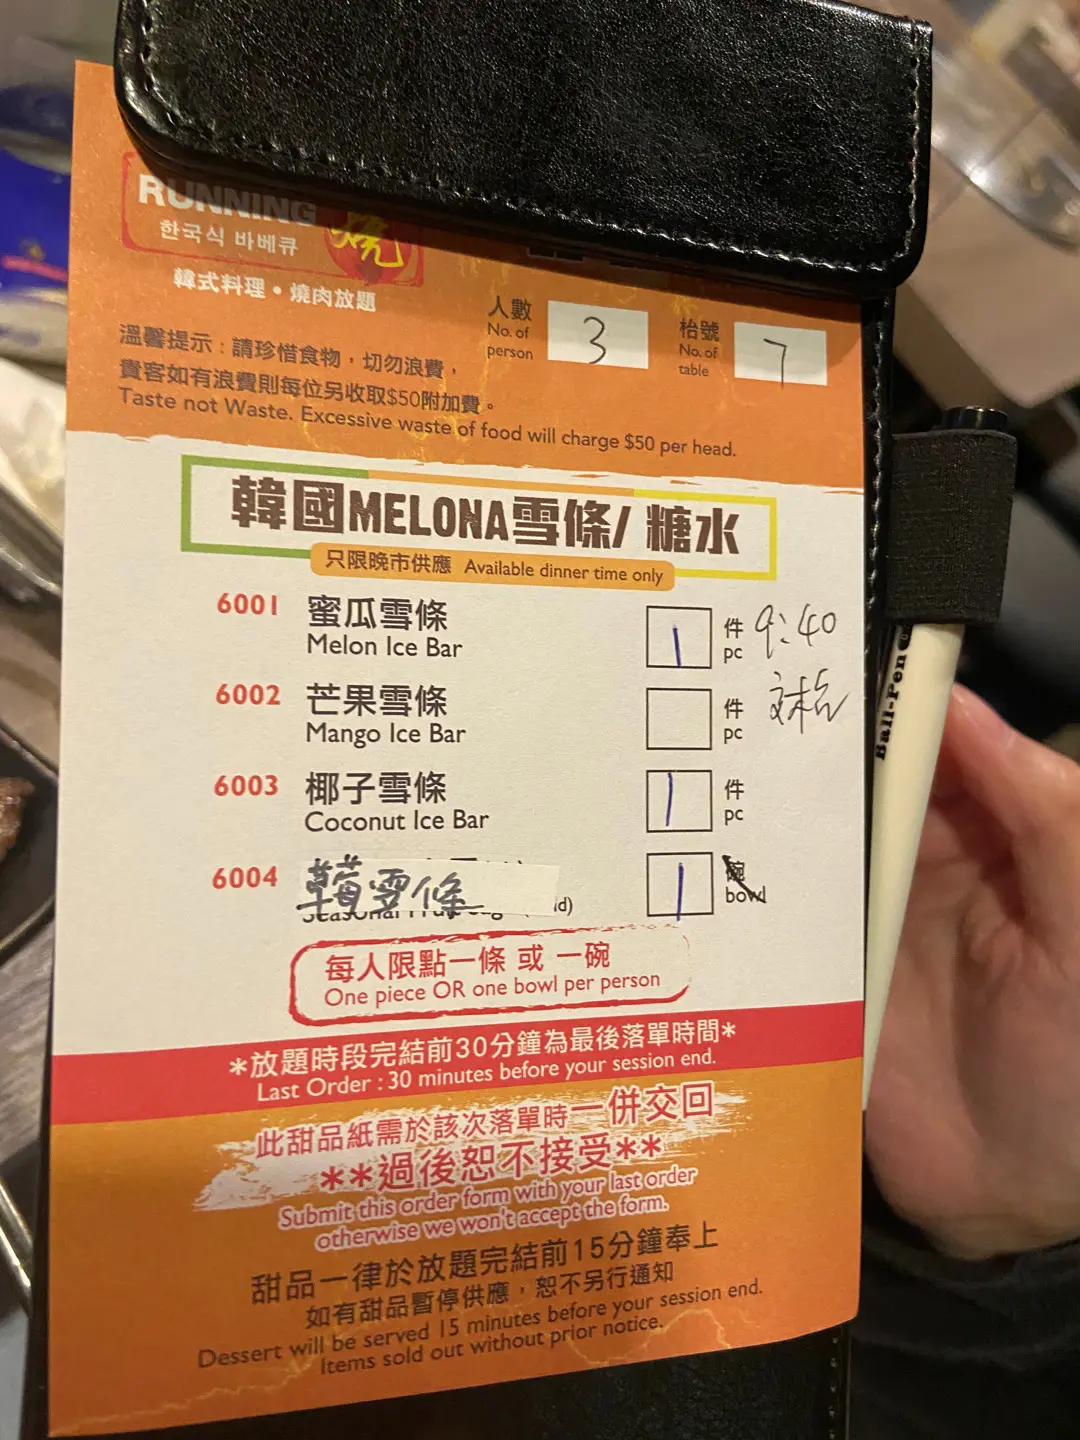 RUNNING
한국식 바베큐
燒
韓式料理 • 燒肉放題
人數
No. of
person
3
枱號
No. of
table
7
溫馨提示：請珍惜食物，切勿浪費，
貴客如有浪費則每位另收取$50附加費。
Taste not Waste. Excessive waste of food will charge $50 per head.
韓國MELONA雪條/ 糖水
只限晚市供應 Available dinner time only
6001 蜜瓜雪條
Melon Ice Bar
1 件
pc
9:40
6002 芒果雪條
Mango Ice Bar
件
pc
6003 椰子雪條
Coconut Ice Bar
1 件
pc
6004 草莓雪條
1 碗
bowl
每人限點一條 或 一碗
One piece OR one bowl per person
*放題時段完結前30分鐘為最後落單時間*
Last Order : 30 minutes before your session end.
此甜品紙需於該次落單時一併交回
**過後恕不接受**
Submit this order form with your last order
otherwise we won't accept the form.
甜品一律於放題完結前15分鐘奉上
如有甜品暫停供應，恕不另行通知
Dessert will be served 15 minutes before your session end.
Items sold out without prior notice.
Ball-Pen